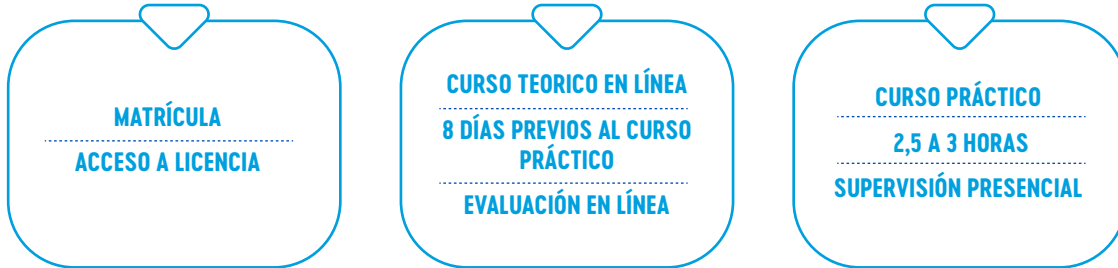 MATRÍCULA
ACCESO A LICENCIA
CURSO TEORICO EN LÍNEA
8 DÍAS PREVIOS AL CURSO
PRÁCTICO
EVALUACIÓN EN LÍNEA
CURSO PRÁCTICO
2,5 A 3 HORAS
SUPERVISIÓN PRESENCIAL